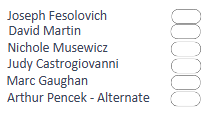 Joseph Fesolovich
David Martin
Nichole Musewicz
Judy Castrogiovanni
Marc Gaughan
Arthur Pencek - Alternate